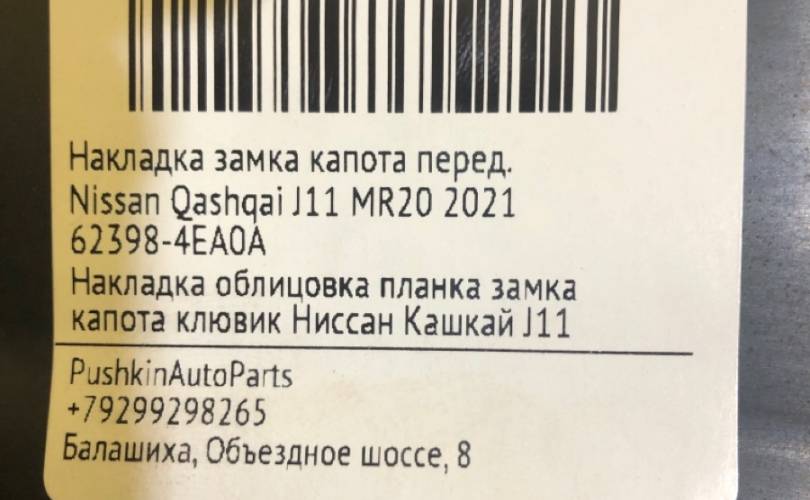 Накладка замка капота перед.
Nissan Qashqai J11 MR20 2021
62398-4EA0A
Накладка облицовка планка замка
капота клювик Ниссан Кашкай J11
PushkinAutoParts
+79299298265
Балашиха, Объездное шоссе, 8